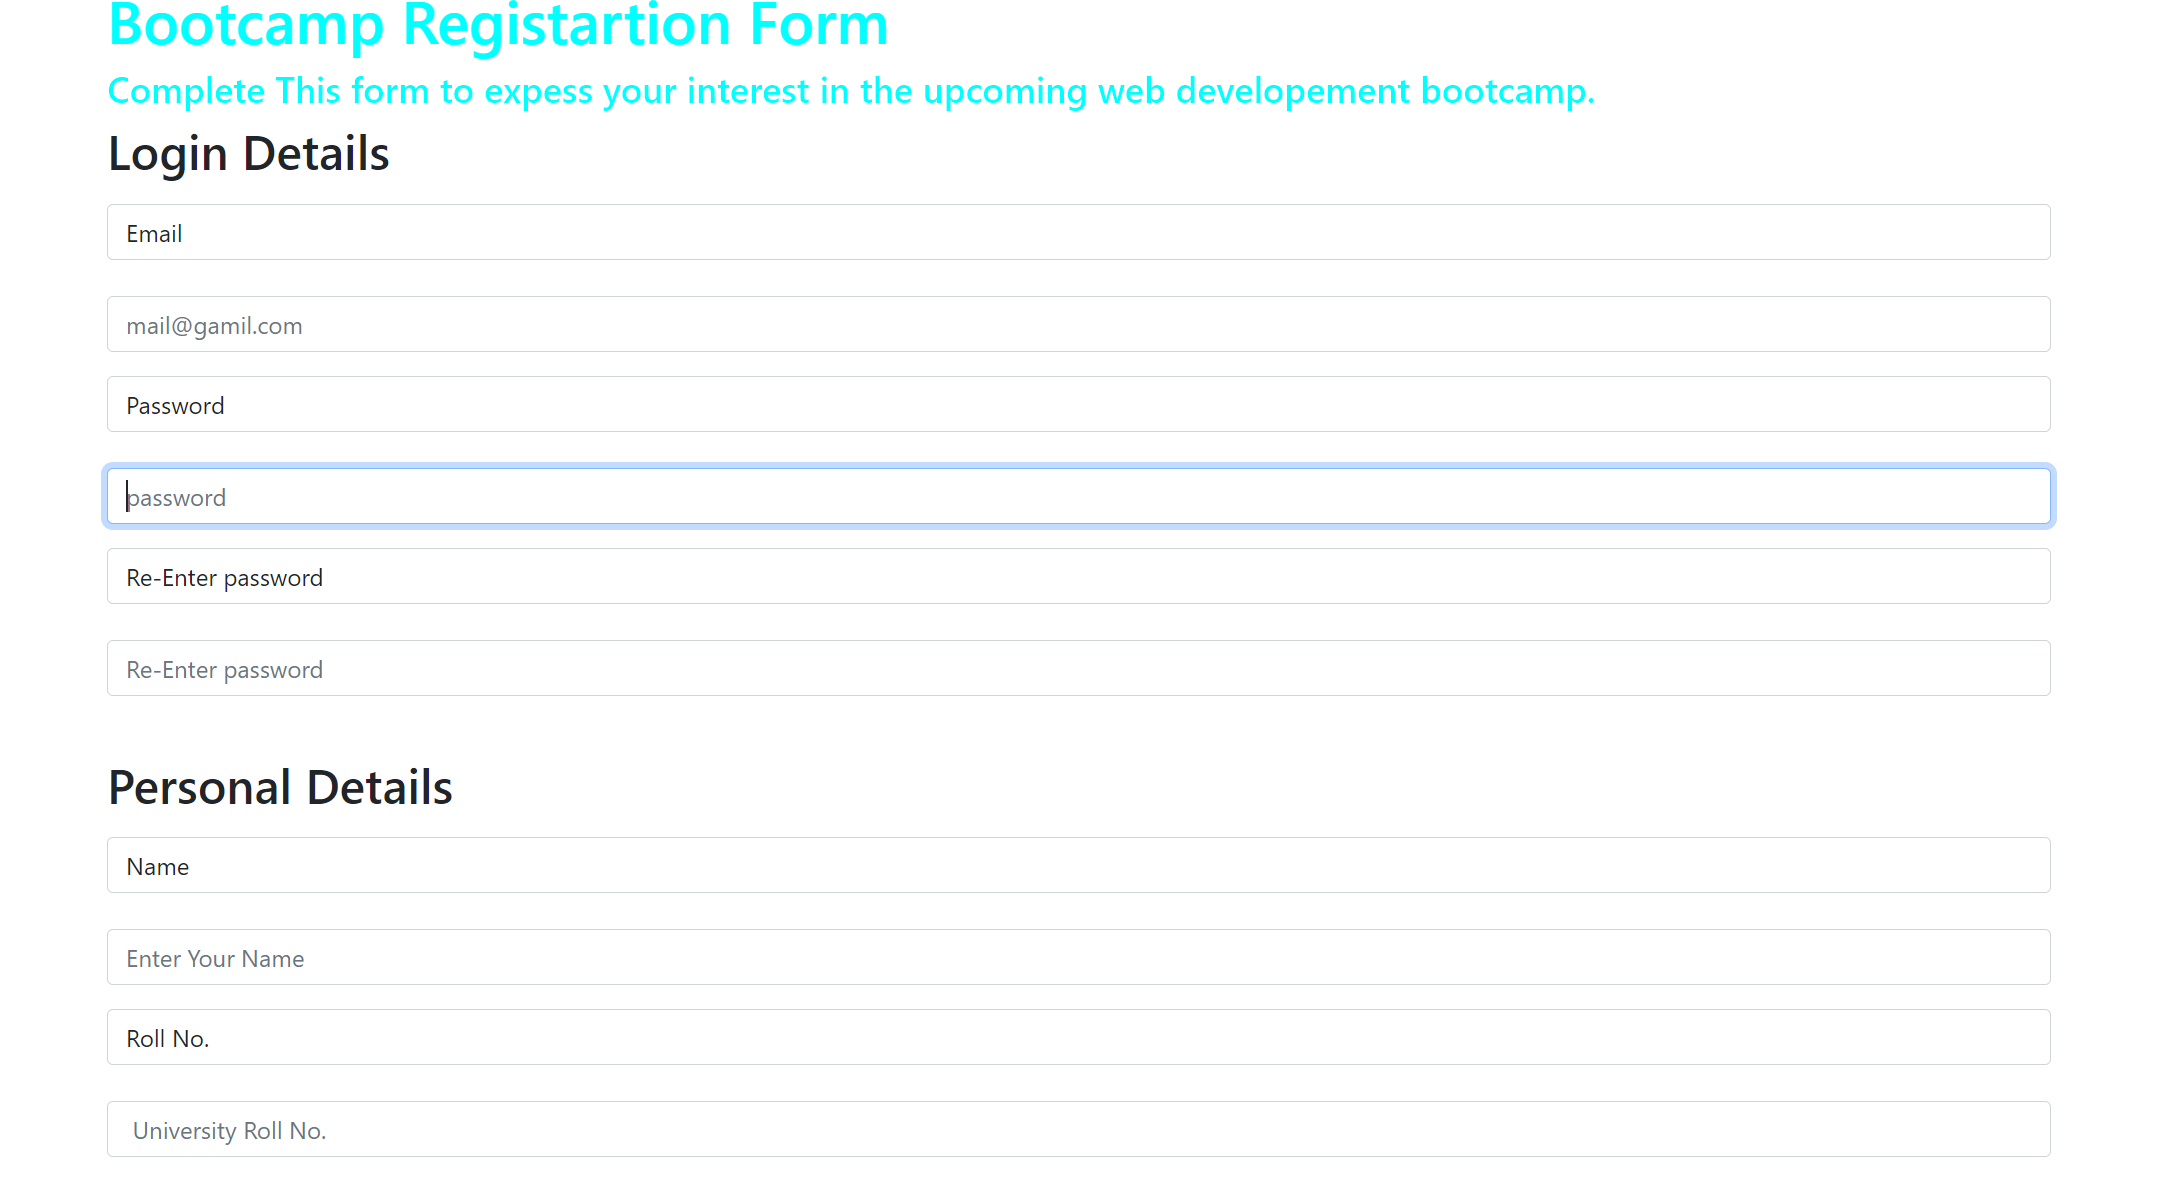 Bootcamp Registartion Form
Complete This form to expess your interest in the upcoming web developement bootcamp.
Login Details
Email
mail@gamil.com
Password
password
Re-Enter password
Re-Enter password
Personal Details
Name
Enter Your Name
Roll No.
University Roll No.